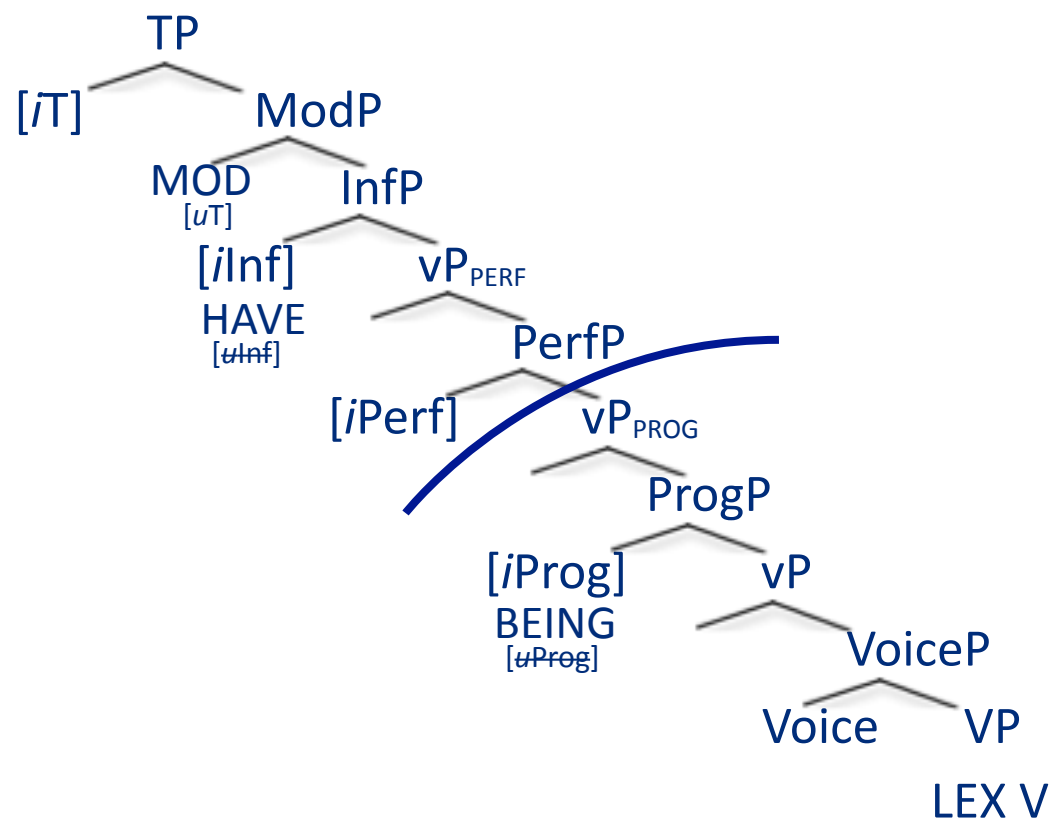 TP
[iT]
ModP
MOD
[uT]
InfP
[iInf]
vPPERF
HAVE
[uInf]
PerfP
[iPerf]
vPPROG
ProgP
[iProg]
vP
BEING
[uProg]
VoiceP
Voice
VP
LEX V